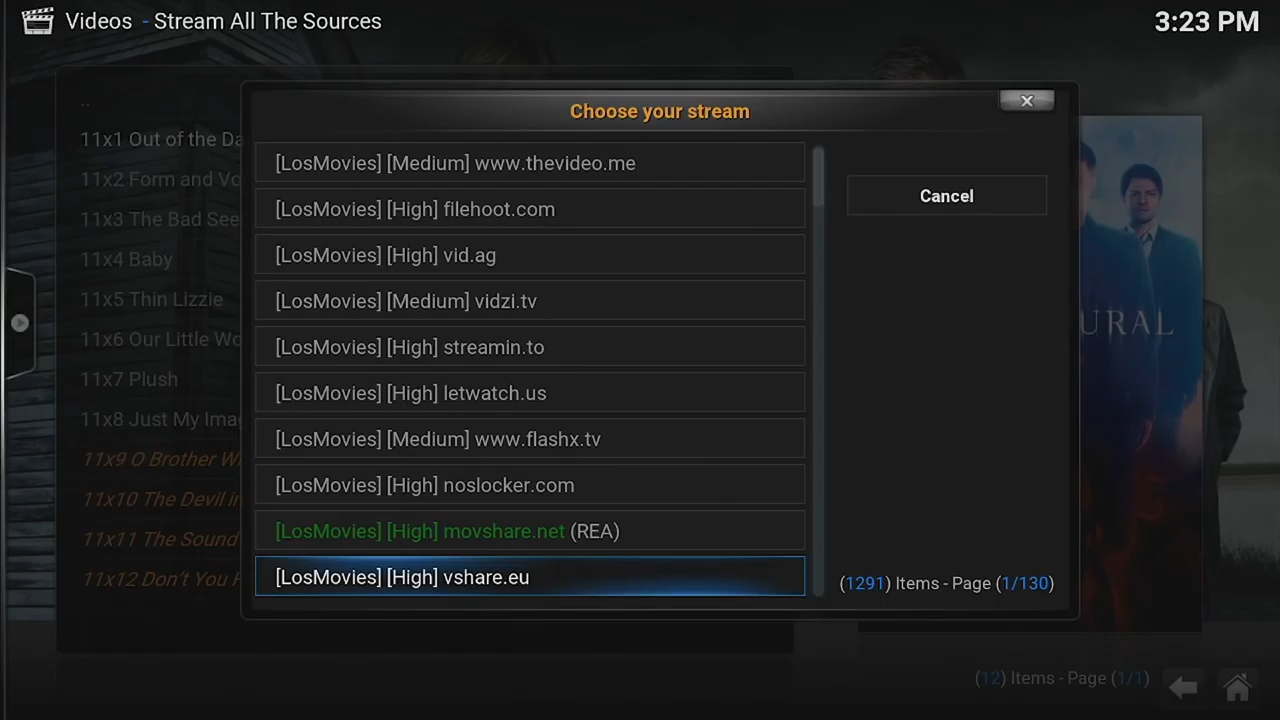 Videos - Stream All The Sources
3:23 PM
Choose your stream
..
11x1 Out of the Da
11x2 Form and Vo
11x3 The Bad See
11x4 Baby
11x5 Thin Lizzie
11x6 Our Little Wo
11x7 Plush
11x8 Just My Ima
11x9 O Brother W
11x10 The Devil in
11x11 The Sound
11x12 Don't You F
[LosMovies] [Medium] www.thevideo.me
[LosMovies] [High] filehoot.com
[LosMovies] [High] vid.ag
[LosMovies] [Medium] vidzi.tv
[LosMovies] [High] streamin.to
[LosMovies] [High] letwatch.us
[LosMovies] [Medium] www.flashx.tv
[LosMovies] [High] noslocker.com
[LosMovies] [High] movshare.net (REA)
[LosMovies] [High] vshare.eu
Cancel
(1291) Items - Page (1/130)
URAL
(12) Items - Page (1/1)